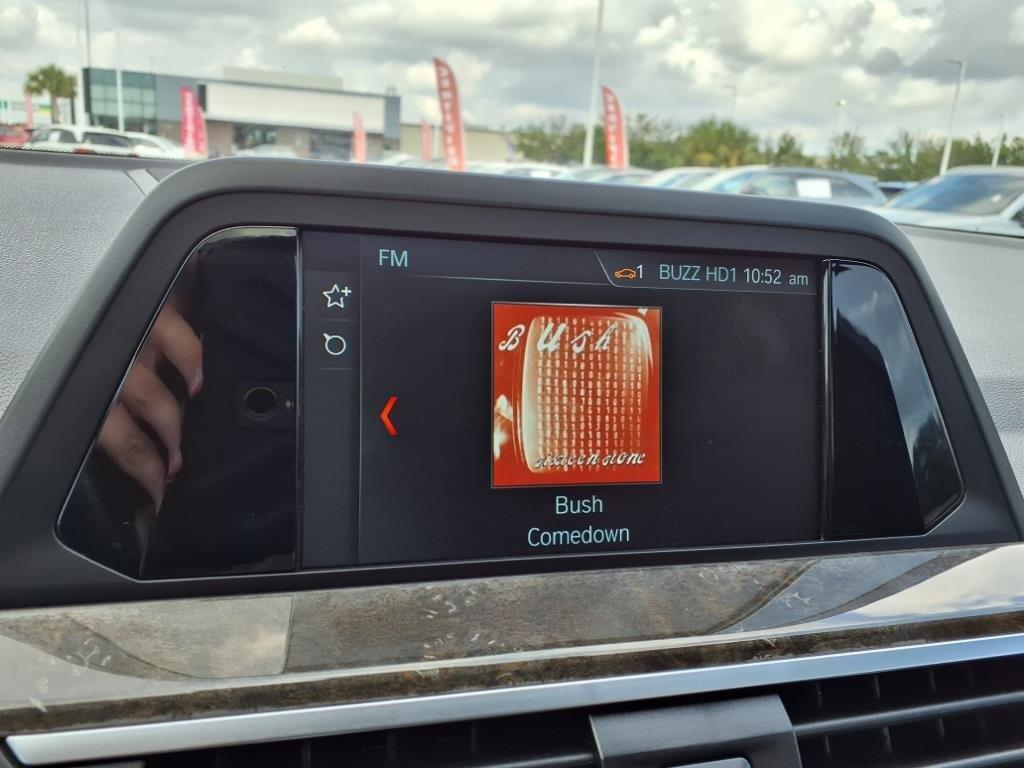 FM
1 BUZZ HD1 10:52 am
Bush
sixteen stone
Bush
Comedown